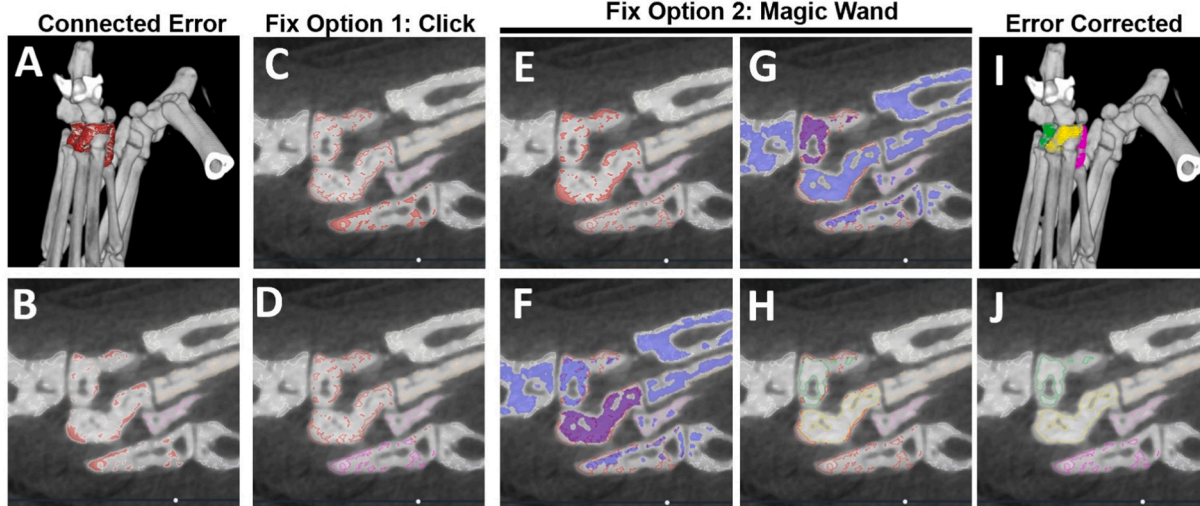 Connected Error
Fix Option 1: Click
Fix Option 2: Magic Wand
Error Corrected
A
C
E
G
I
B
D
F
H
J